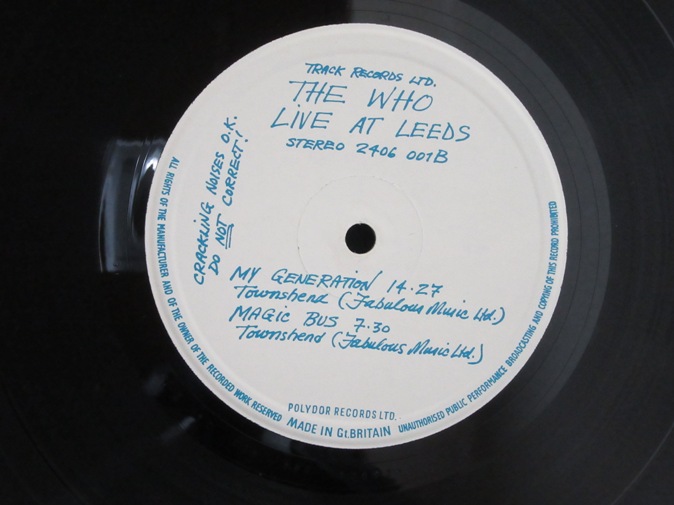 TRACK RECORDS LTD.
THE WHO
LIVE AT LEEDS
STEREO 2406 001B
CRACKLING NOISES O.K.
DO NOT CORRECT!
MY GENERATION 14.27
Townshend (Fabulous Music Ltd.)
MAGIC BUS 7.30
Townshend (Fabulous Music Ltd.)
POLYDOR RECORDS LTD.
MADE IN Gt.BRITAIN
ALL RIGHTS OF THE MANUFACTURER AND OF THE OWNER OF THE RECORDED WORK RESERVED
UNAUTHORISED PUBLIC PERFORMANCE BROADCASTING AND COPYING OF THIS RECORD PROHIBITED